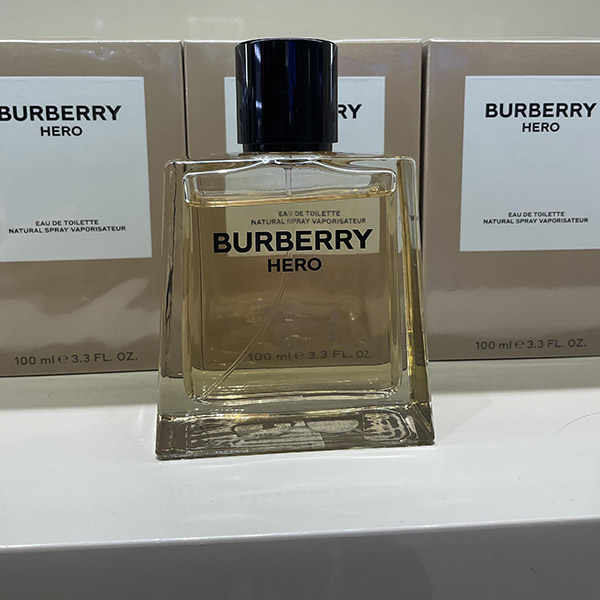 BURBERRY
HERO
EAU DE TOILETTE
NATURAL SPRAY VAPORISATEUR
100 ml e 3.3 FL. OZ.
RY
EAU DE TOILETTE
NATURAL SPRAY VAPORISATEUR
BURBERRY
HERO
100 ml e 3.3 FL. OZ.
BURBERRY
HERO
EAU DE TOILETTE
NATURAL SPRAY VAPORISATEUR
100 ml e 3.3 FL. OZ.